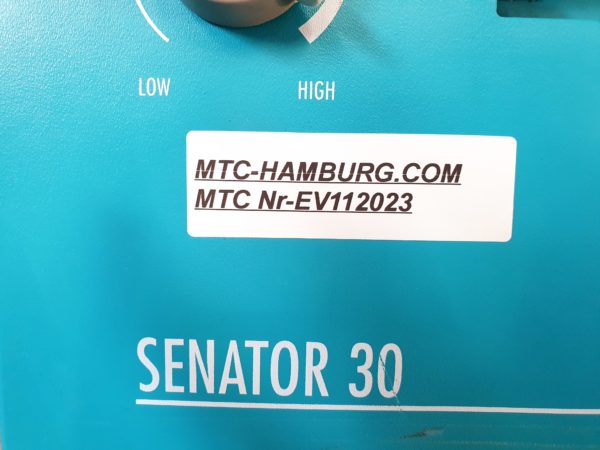 LOW HIGH
MTC-HAMBURG.COM
MTC Nr-EV112023
SENATOR 30